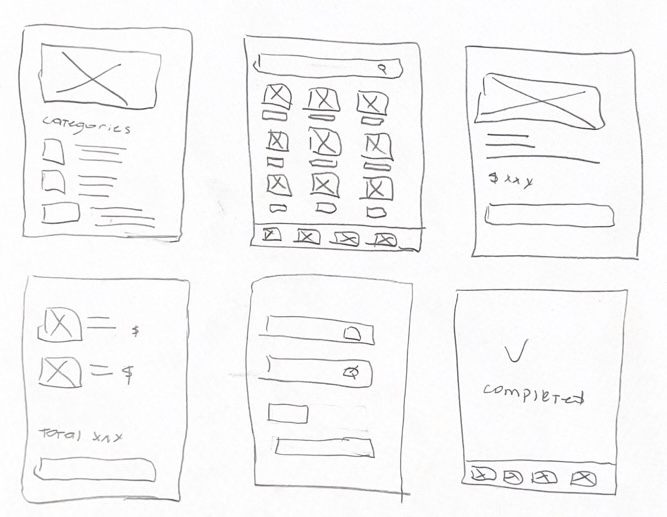 categories
$ xxx
$
$
Total xxx
completed